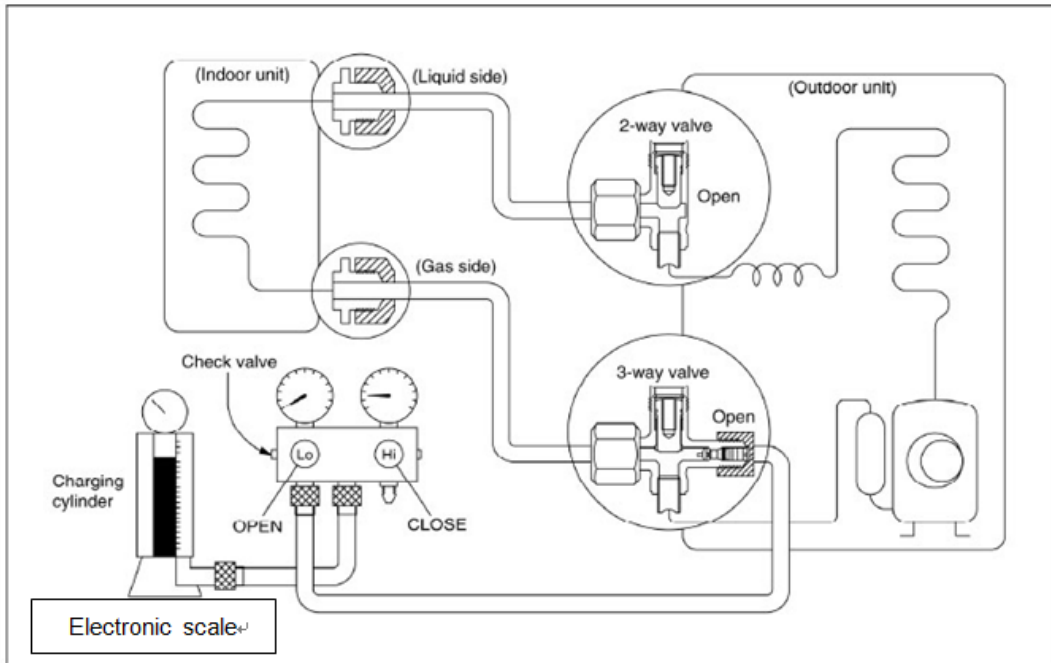 (Indoor unit)
(Liquid side)
(Outdoor unit)
2-way valve
Open
(Gas side)
Check valve
3-way valve
Open
Lo
Hi
Charging
cylinder
OPEN
CLOSE
Electronic scale↵